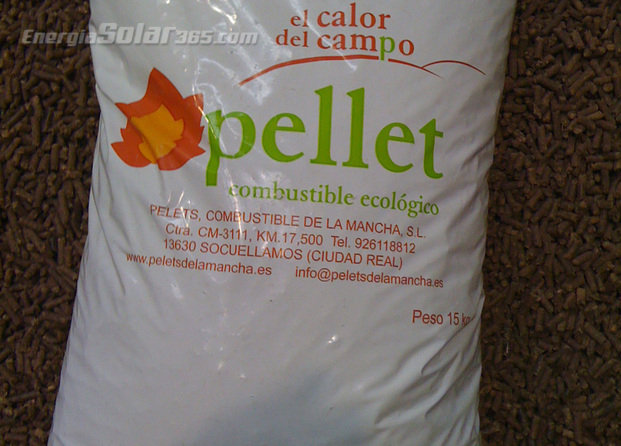 EnergiaSolar365.com
el calor
del campo
pellet
combustible ecológico
PELETS, COMBUSTIBLE DE LA MANCHA, S.L.
Ctra. CM-3111, KM.17,500 Tel. 926118812
13630 SOCUELLAMOS (CIUDAD REAL)
www.peletsdelamancha.es info@peletsdelamancha.es
Peso 15 kg